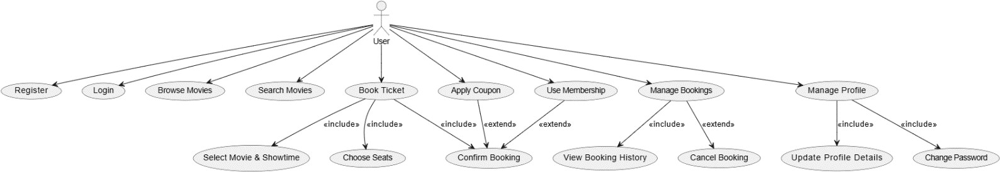 User
Register
Login
Browse Movies
Search Movies
Book Ticket
Apply Coupon
Use Membership
Manage Bookings
Manage Profile
«include»
«include»
«include»
«extend»
«extend»
«include»
«extend»
«include»
«include»
Select Movie & Showtime
Choose Seats
Confirm Booking
View Booking History
Cancel Booking
Update Profile Details
Change Password